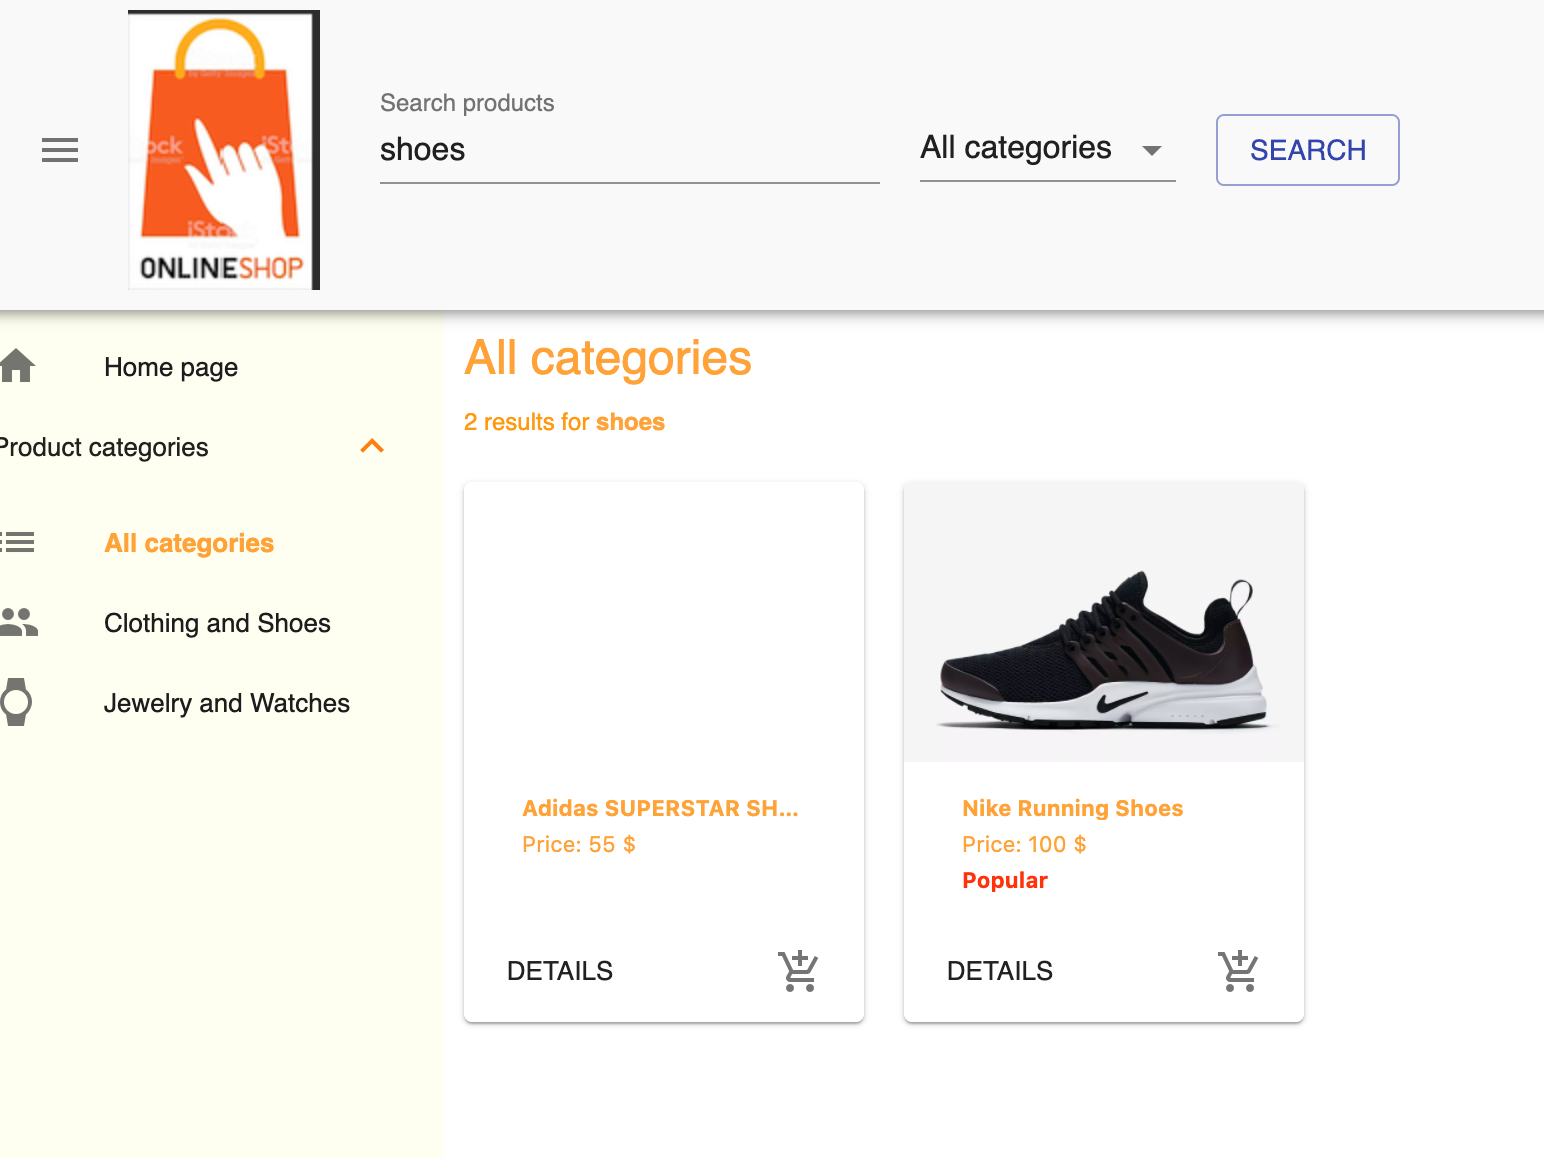 Search products
shoes
All categories
SEARCH
iStock
ONLINESHOP
Home page
Product categories
All categories
Clothing and Shoes
Jewelry and Watches
All categories
2 results for shoes
Adidas SUPERSTAR SH...
Price: 55 $
DETAILS
Nike Running Shoes
Price: 100 $
Popular
DETAILS